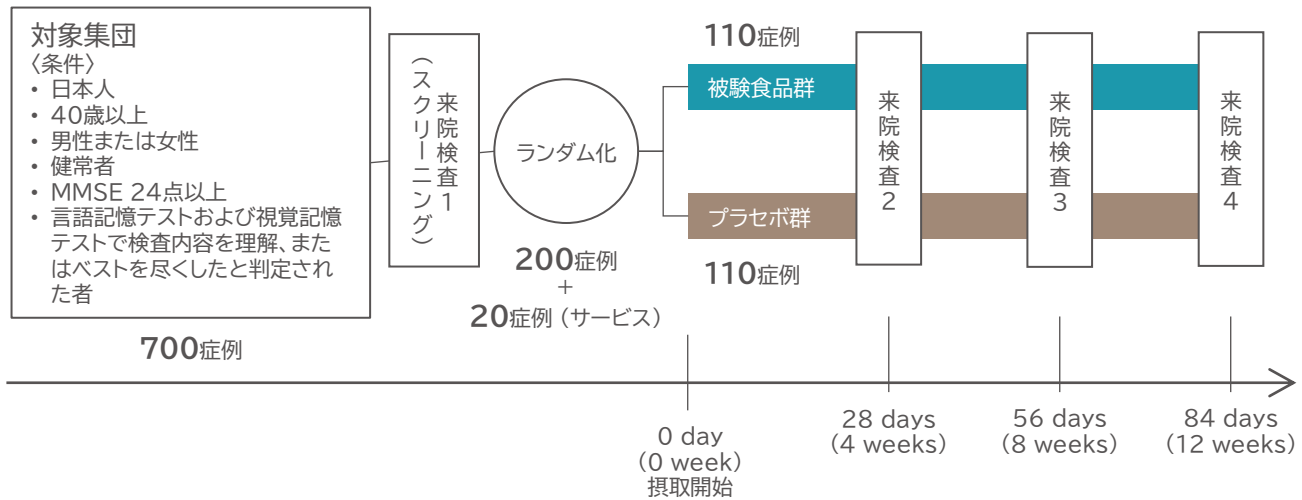 対象集団
〈条件〉
• 日本人
• 40歳以上
• 男性または女性
• 健常者
• MMSE 24点以上
• 言語記憶テストおよび視覚記憶
テストで検査内容を理解、また
はベストを尽くしたと判定され
た者
700症例
来院検査1
(スクリーニング)
ランダム化
200症例
+
20症例（サービス）
110症例
被験食品群
プラセボ群
110症例
来院検査2
来院検査3
来院検査4
0 day
(0 week)
摂取開始
28 days
(4 weeks)
56 days
(8 weeks)
84 days
(12 weeks)